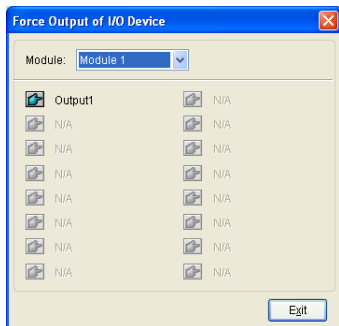 Force Output of I/O Device
Module: Module 1
Output1 N/A
N/A N/A
N/A N/A
N/A N/A
N/A N/A
N/A N/A
N/A N/A
N/A N/A
Exit